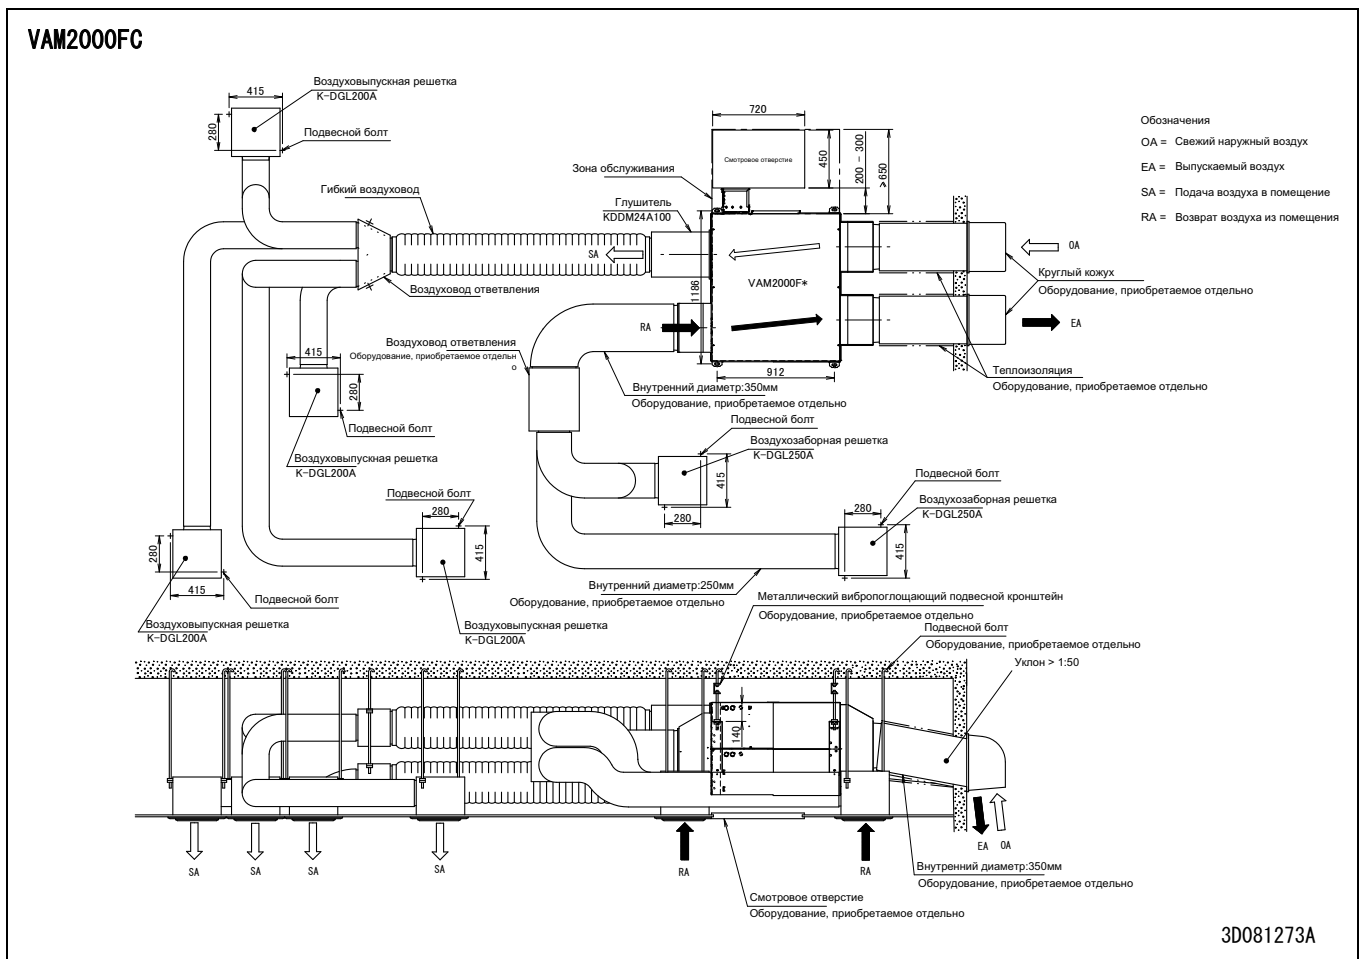 VAM2000FC
415
Воздуховыпускная решетка
K-DGL200A
280
Подвесной болт
Гибкий воздуховод
Зона обслуживания
Глушитель
KDDM24A100
720
Смотровое отверстие
450
200 - 300
>650
Обозначения
OA = Свежий наружный воздух
EA = Выпускаемый воздух
SA = Подача воздуха в помещение
RA = Возврат воздуха из помещения
SA
OA
Воздуховод ответвления
1186
VAM2000F*
Круглый кожух
Оборудование, приобретаемое отдельно
RA
EA
Воздуховод ответвления
Оборудование, приобретаемое отдельн
о
912
Теплоизоляция
Оборудование, приобретаемое отдельно
Внутренний диаметр:350мм
Оборудование, приобретаемое отдельно
415
280
Подвесной болт
Воздуховыпускная решетка
K-DGL200A
Подвесной болт
Воздухозаборная решетка
K-DGL250A
415
280
Подвесной болт
280
415
Подвесной болт
Воздухозаборная решетка
K-DGL250A
280
415
280
415
Подвесной болт
Воздуховыпускная решетка
K-DGL200A
Воздуховыпускная решетка
K-DGL200A
Внутренний диаметр:250мм
Оборудование, приобретаемое отдельно
Металлический вибропоглощающий подвесной кронштейн
Оборудование, приобретаемое отдельно
Подвесной болт
Оборудование, приобретаемое отдельно
Уклон > 1:50
140
SA
SA
SA
SA
RA
RA
EA
OA
Внутренний диаметр:350мм
Оборудование, приобретаемое отдельно
Смотровое отверстие
Оборудование, приобретаемое отдельно
3D081273A